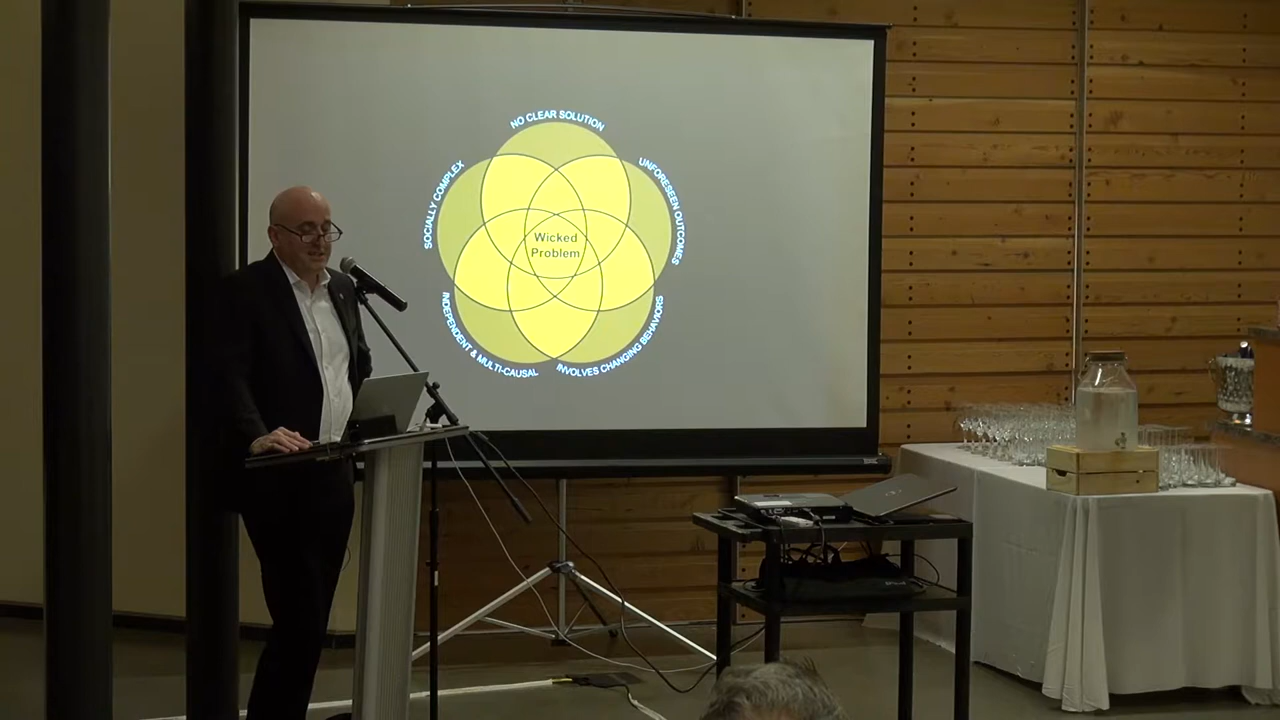 NO CLEAR SOLUTION
SOCIALLY COMPLEX
UNFORESEEN OUTCOMES
Wicked
Problem
INDEPENDENT & MULTI-CAUSAL
INVOLVES CHANGING BEHAVIORS